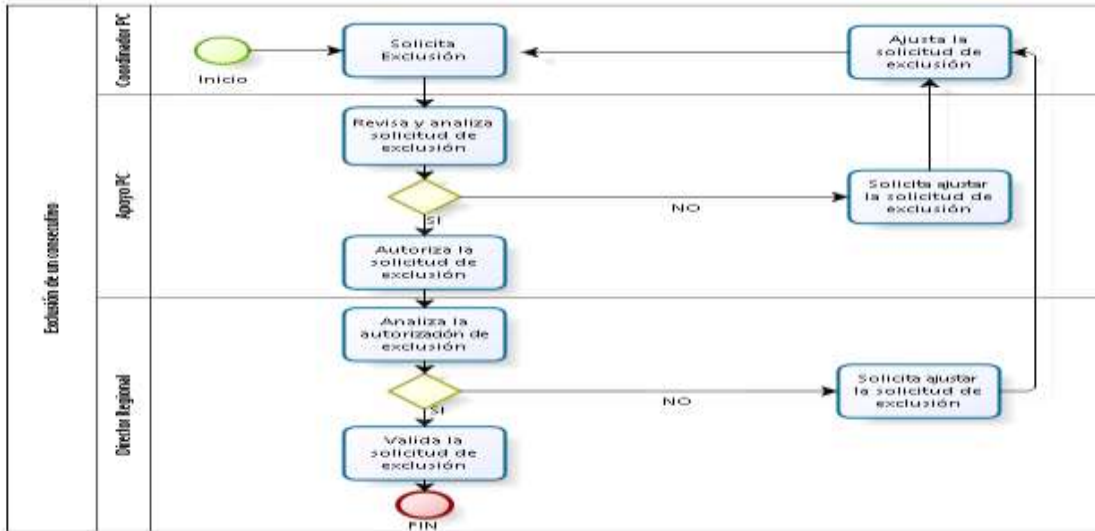 Exclusión de un consecutivo
Coordinador PC
Inicio
Solicita
Exclusión
Ajusta la
solicitud de
exclusión
Apoyo PC
Revisa y analiza
solicitud de
exclusión
SI
NO
Solicita ajustar
la solicitud de
exclusión
Autoriza la
solicitud de
exclusión
Director Regional
Analiza la
autorización de
exclusión
SI
NO
Solicita ajustar
la solicitud de
exclusión
Valida la
solicitud de
exclusión
FIN